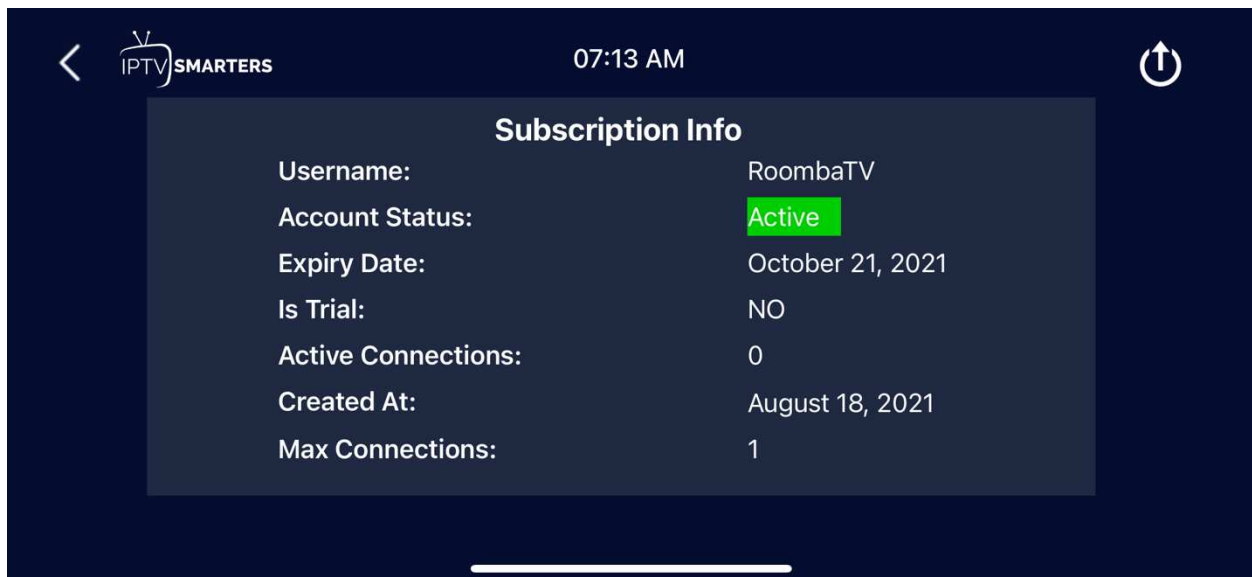 IPTV SMARTERS
07:13 AM
Subscription Info
Username: RoombaTV
Account Status: Active
Expiry Date: October 21, 2021
Is Trial: NO
Active Connections: 0
Created At: August 18, 2021
Max Connections: 1